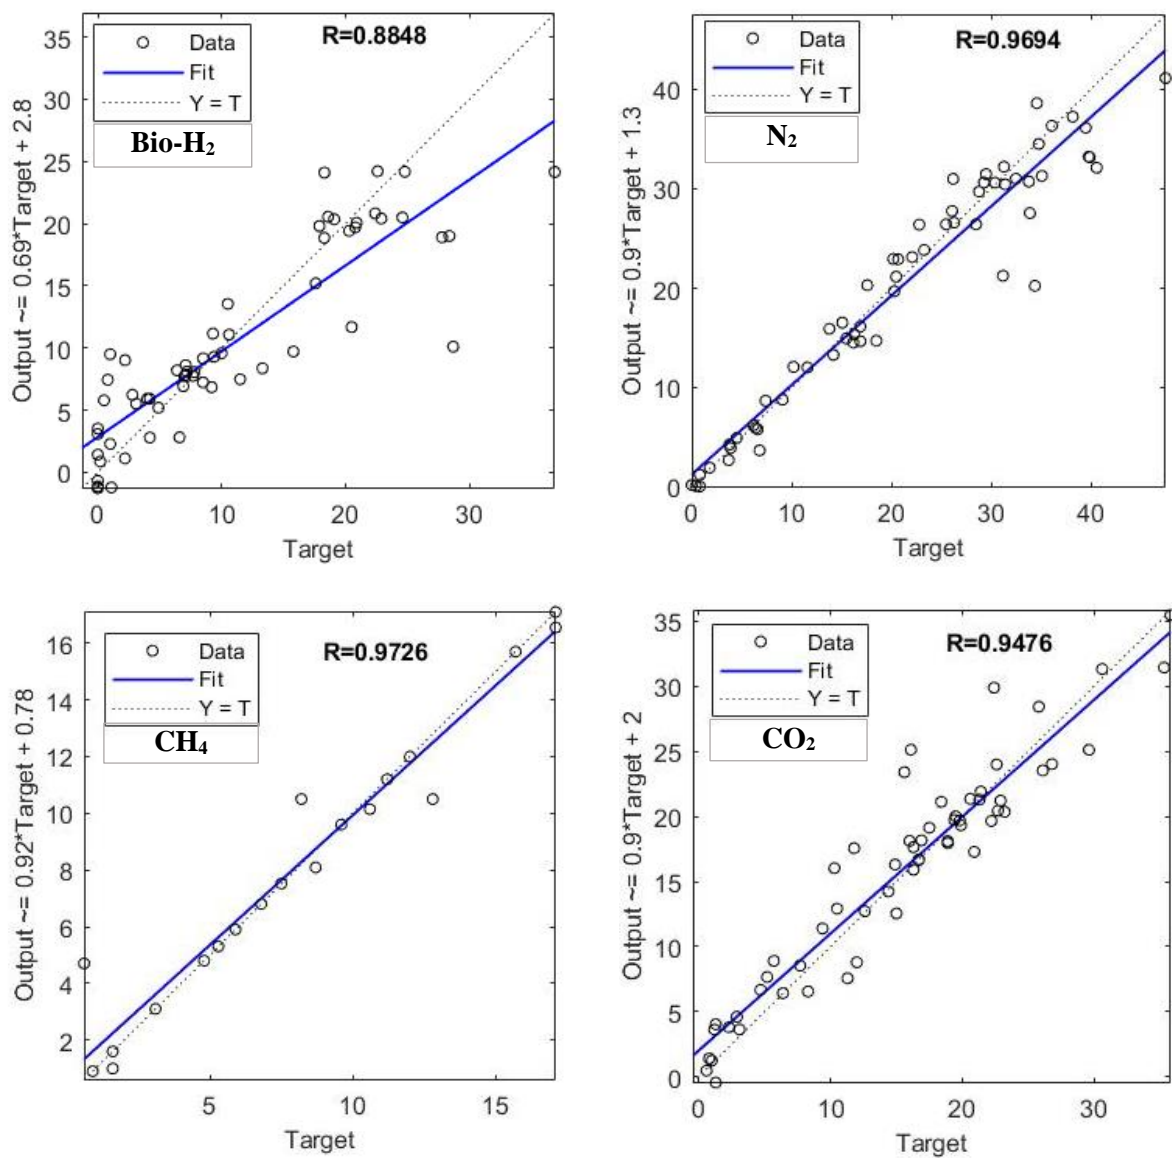 R=0.8848
Data
Fit
Y = T
Bio-H₂
Output ~= 0.69*Target + 2.8
35
30
25
20
15
10
5
0
0 10 20 30
Target
R=0.9694
Data
Fit
Y = T
N₂
Output ~= 0.9*Target + 1.3
40
30
20
10
0
0 10 20 30 40
Target
R=0.9726
Data
Fit
Y = T
CH₄
Output ~= 0.92*Target + 0.78
16
14
12
10
8
6
4
2
5 10 15
Target
R=0.9476
Data
Fit
Y = T
CO₂
Output ~= 0.9*Target + 2
35
30
25
20
15
10
5
0
0 10 20 30
Target